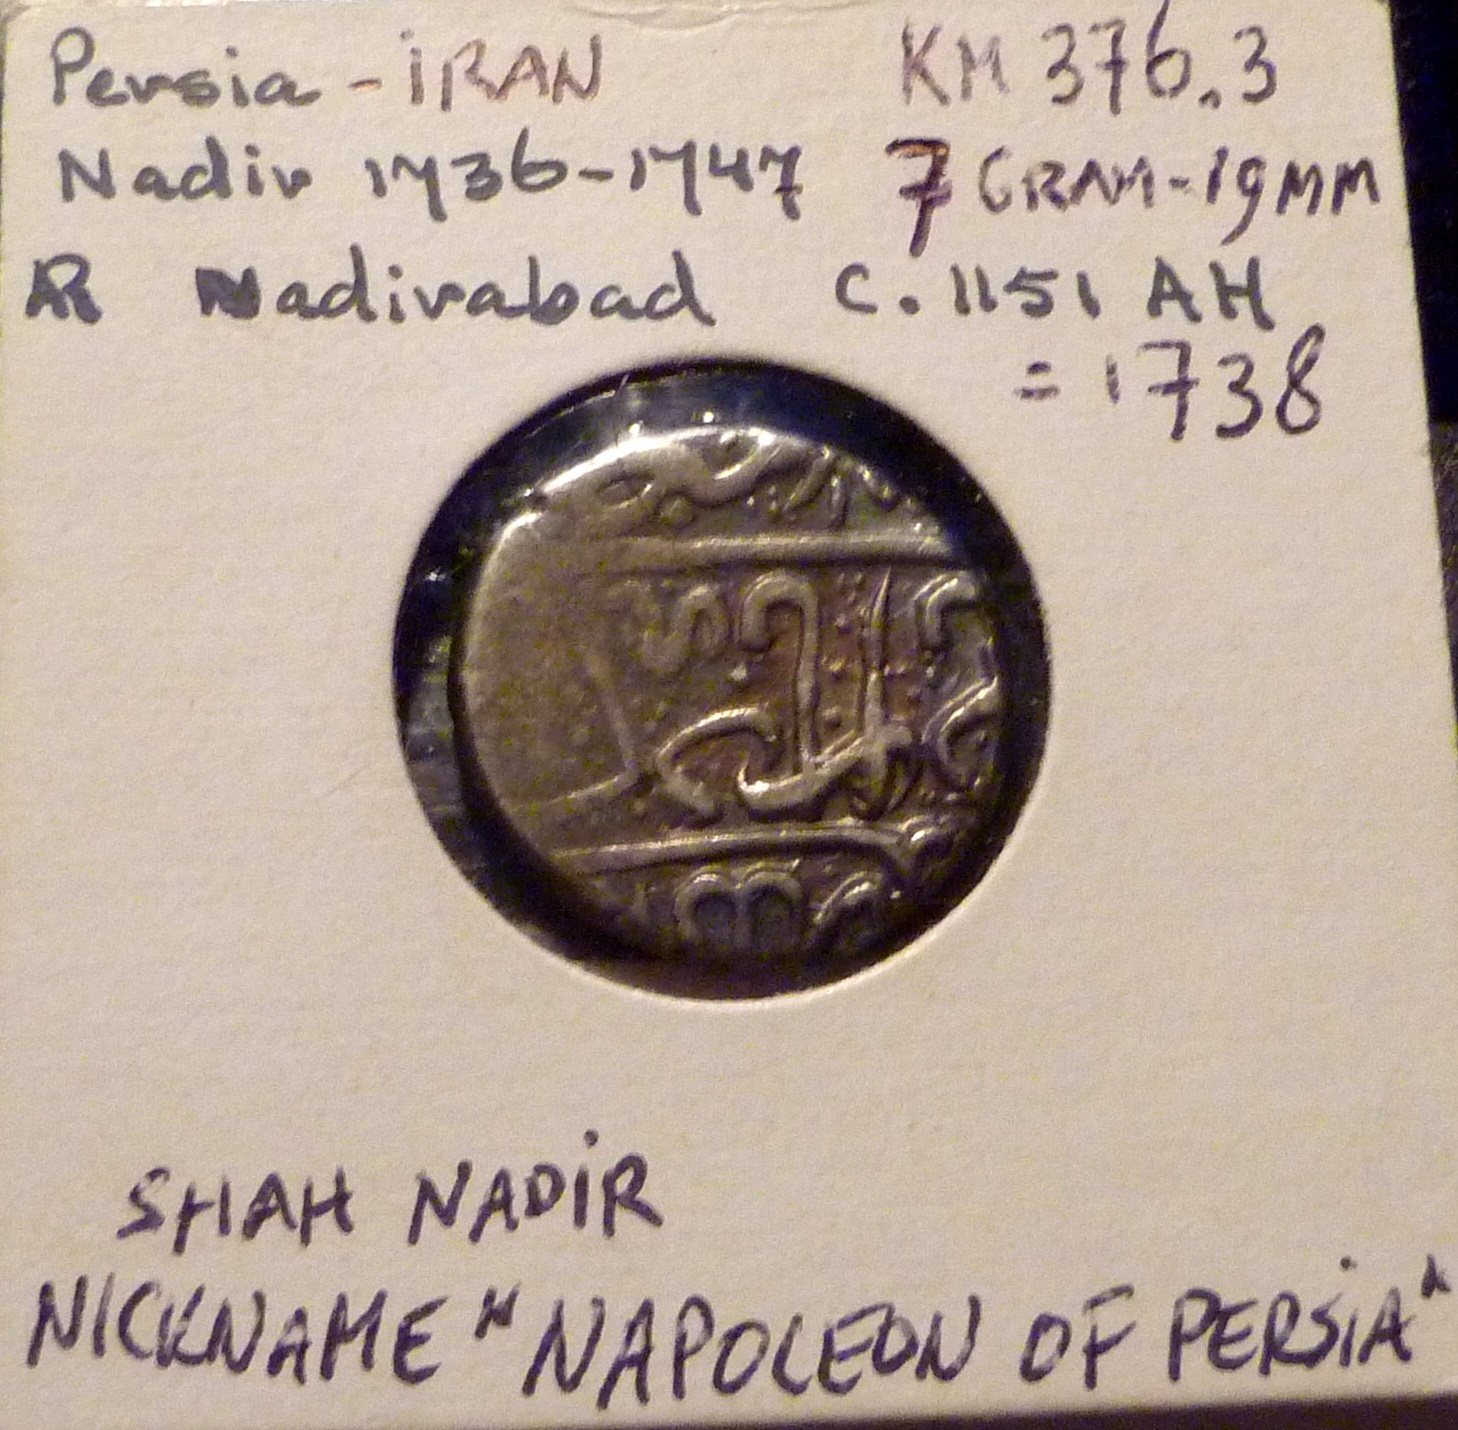 Persia - iRAN KM 376.3
Nadir 1736-1747 7 GRAM-19MM
AR Nadirabad c. 1151 AH
= 1738
SHAH NADiR
NICKNAME "NAPOLEON OF PERSiA"